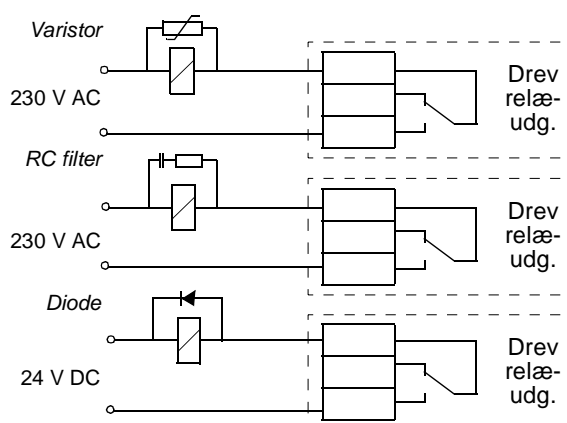 Varistor
230 V AC
Drev
relæ-
udg.
RC filter
230 V AC
Drev
relæ-
udg.
Diode
24 V DC
Drev
relæ-
udg.